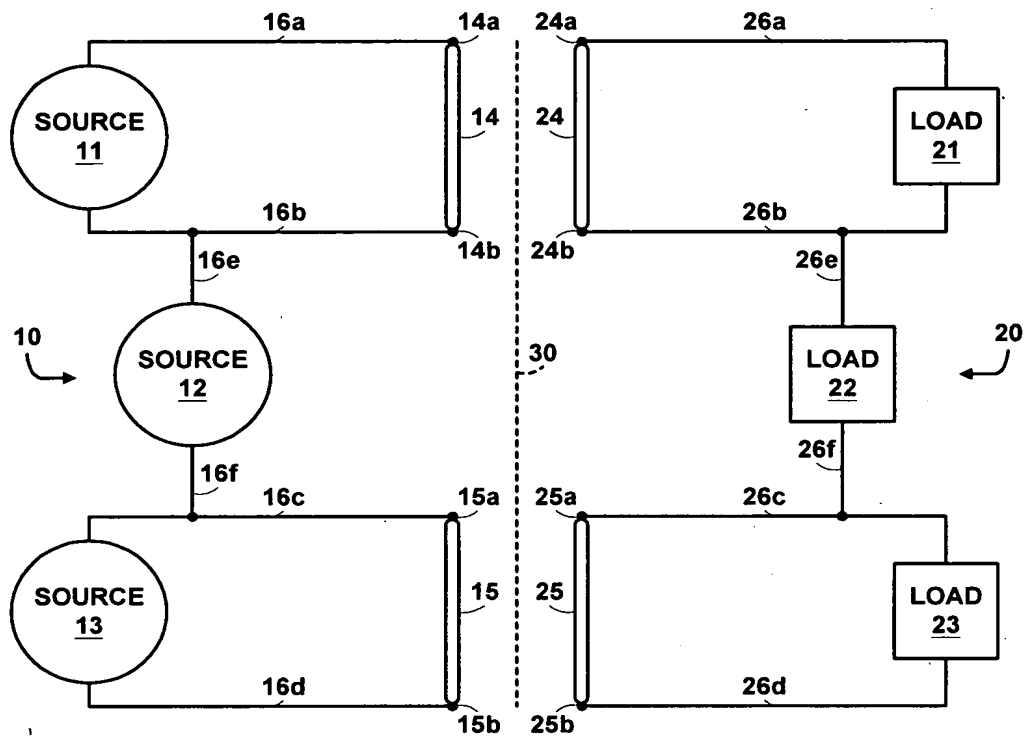 16a 14a 24a 26a
SOURCE
11
14 24
LOAD
21
16b 14b 24b 26b
16e 26e
10
SOURCE
12
30
LOAD
22
20
16f 26f
16c 15a 25a 26c
SOURCE
13
15 25
LOAD
23
16d 15b 25b 26d